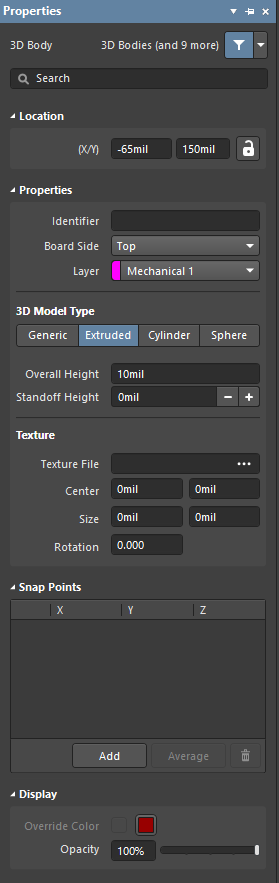 Properties
3D Body 3D Bodies (and 9 more)
Search
Location
(X/Y) -65mil 150mil
Properties
Identifier
Board Side Top
Layer Mechanical 1
3D Model Type
Generic Extruded Cylinder Sphere
Overall Height 10mil
Standoff Height 0mil
Texture
Texture File ...
Center 0mil 0mil
Size 0mil 0mil
Rotation 0.000
Snap Points
X Y Z
Add Average
Display
Override Color
Opacity 100%